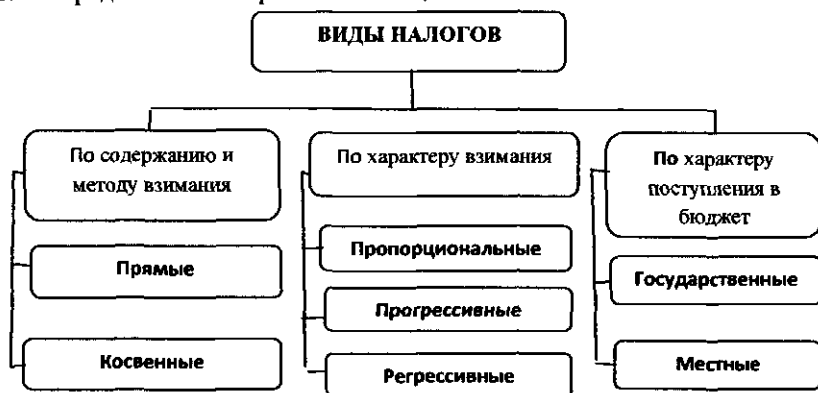 ВИДЫ НАЛОГОВ
По содержанию и
методу взимания
Прямые
Косвенные
По характеру взимания
Пропорциональные
Прогрессивные
Регрессивные
По характеру
поступления в
бюджет
Государственные
Местные